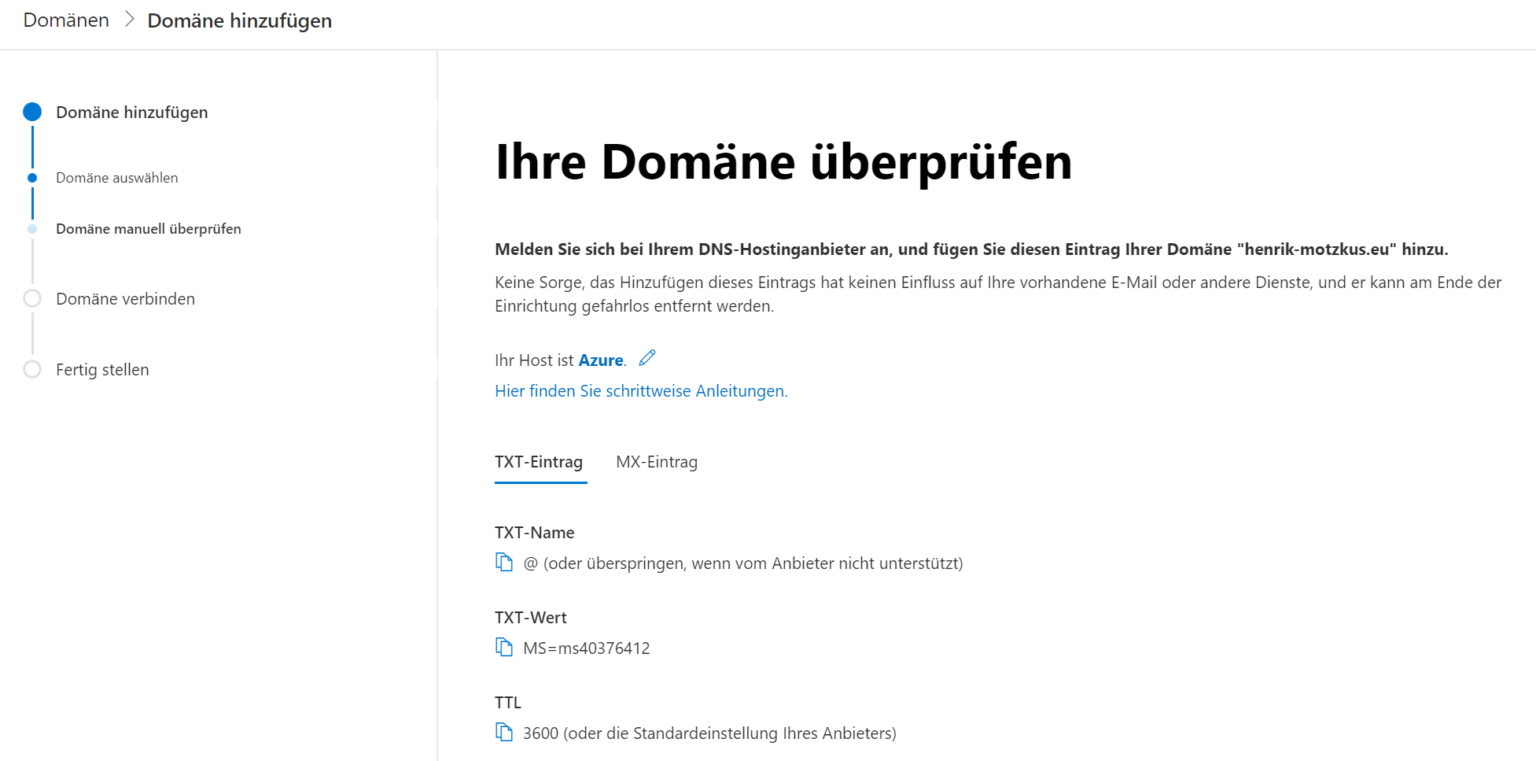 Domänen > Domäne hinzufügen
Domäne hinzufügen
Domäne auswählen
Domäne manuell überprüfen
Domäne verbinden
Fertig stellen
Ihre Domäne überprüfen
Melden Sie sich bei Ihrem DNS-Hostinganbieter an, und fügen Sie diesen Eintrag Ihrer Domäne "henrik-motzkus.eu" hinzu.
Keine Sorge, das Hinzufügen dieses Eintrags hat keinen Einfluss auf Ihre vorhandene E-Mail oder andere Dienste, und er kann am Ende der
Einrichtung gefahrlos entfernt werden.
Ihr Host ist Azure.
Hier finden Sie schrittweise Anleitungen.
TXT-Eintrag MX-Eintrag
TXT-Name
@ (oder überspringen, wenn vom Anbieter nicht unterstützt)
TXT-Wert
MS=ms40376412
TTL
3600 (oder die Standardeinstellung Ihres Anbieters)